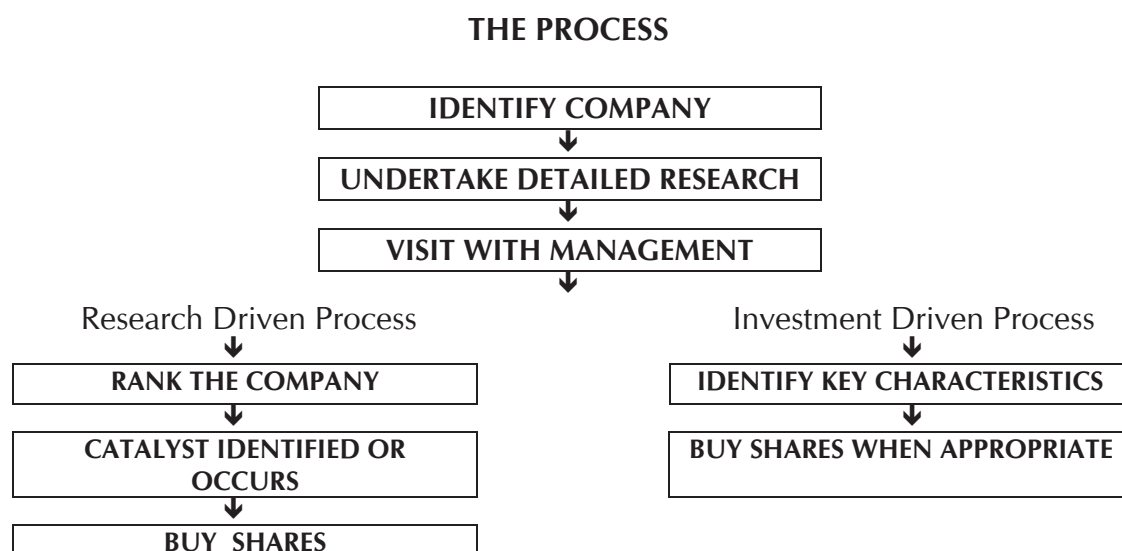 THE PROCESS
IDENTIFY COMPANY
UNDERTAKE DETAILED RESEARCH
VISIT WITH MANAGEMENT
Research Driven Process
RANK THE COMPANY
CATALYST IDENTIFIED OR
OCCURS
BUY SHARES
Investment Driven Process
IDENTIFY KEY CHARACTERISTICS
BUY SHARES WHEN APPROPRIATE